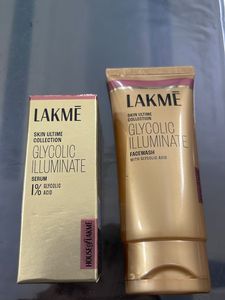 LAKMĒ
SKIN ULTIME
COLLECTION
GLYCOLIC
ILLUMINATE
SERUM
1% GLYCOLIC
ACID
HOUSE OF LAKMĒ
LAKMĒ
SKIN ULTIME
COLLECTION
GLYCOLIC
ILLUMINATE
FACEWASH
WITH GLYCOLIC ACID